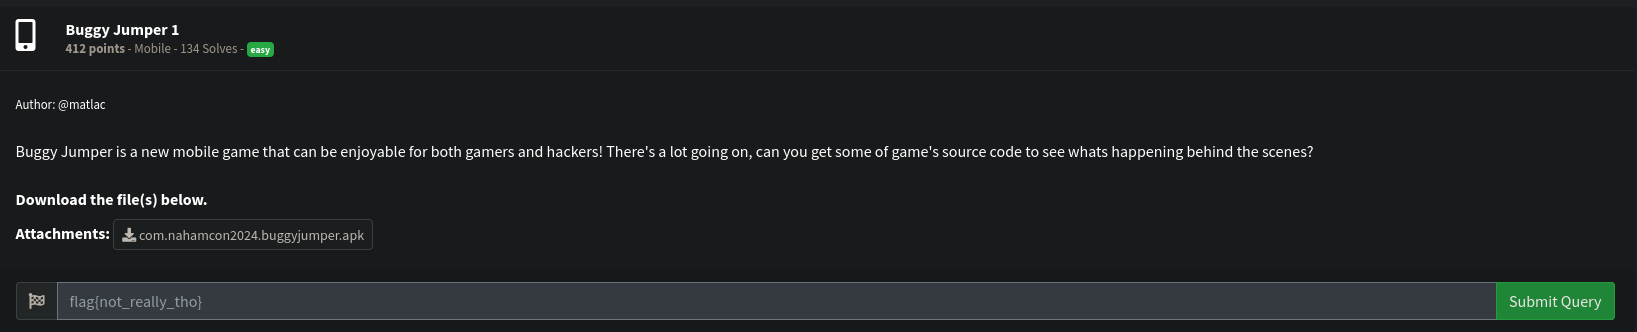 Buggy Jumper 1
412 points - Mobile - 134 Solves - easy
Author: @matlac
Buggy Jumper is a new mobile game that can be enjoyable for both gamers and hackers! There's a lot going on, can you get some of game's source code to see whats happening behind the scenes?
Download the file(s) below.
Attachments: com.nahamcon2024.buggyjumper.apk
flag{not_really_tho} Submit Query